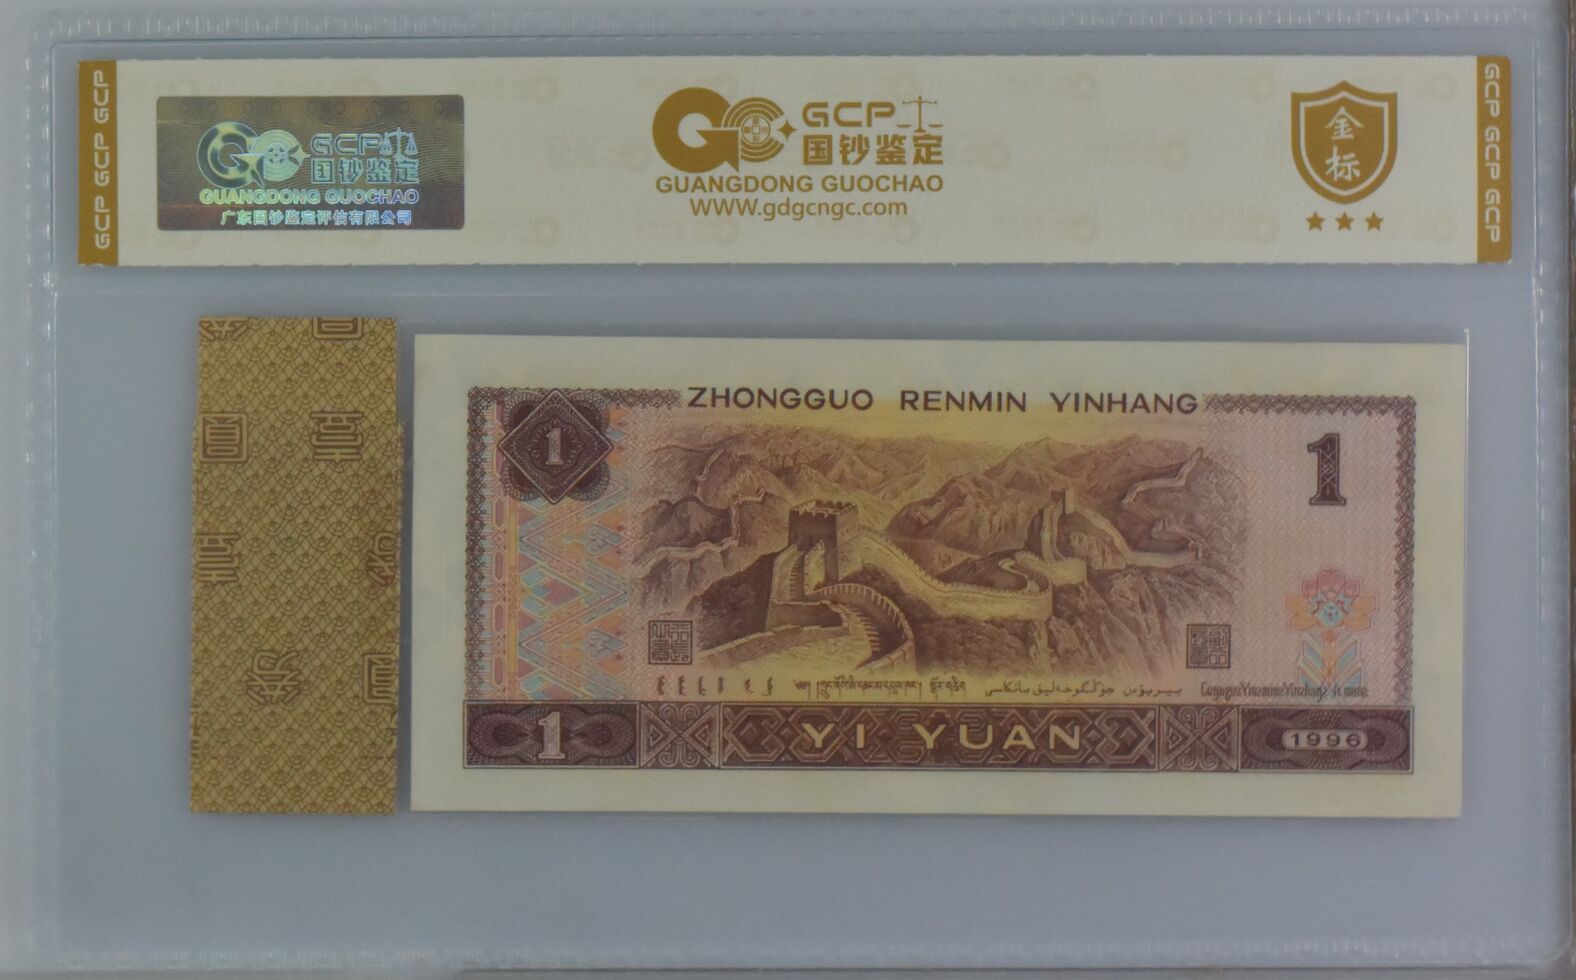 GCP GCP GCP
GCP
国钞鉴定
GUANGDONG GUOCHAO
广东国钞鉴定评估有限公司
GCP
国钞鉴定
GUANGDONG GUOCHAO
WWW.gdgcngc.com
金
标
GCP GCP GCP
ZHONGGUO RENMIN YINHANG
1
1
1
YI YUAN
1996